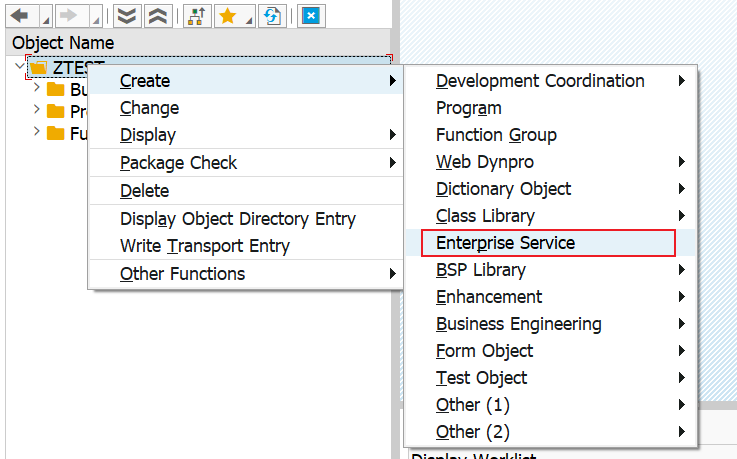 Object Name
ZTEST
Bu
Pr
Fu
Create
Change
Display
Package Check
Delete
Display Object Directory Entry
Write Transport Entry
Other Functions
Development Coordination
Program
Function Group
Web Dynpro
Dictionary Object
Class Library
Enterprise Service
BSP Library
Enhancement
Business Engineering
Form Object
Test Object
Other (1)
Other (2)
Display Worklist